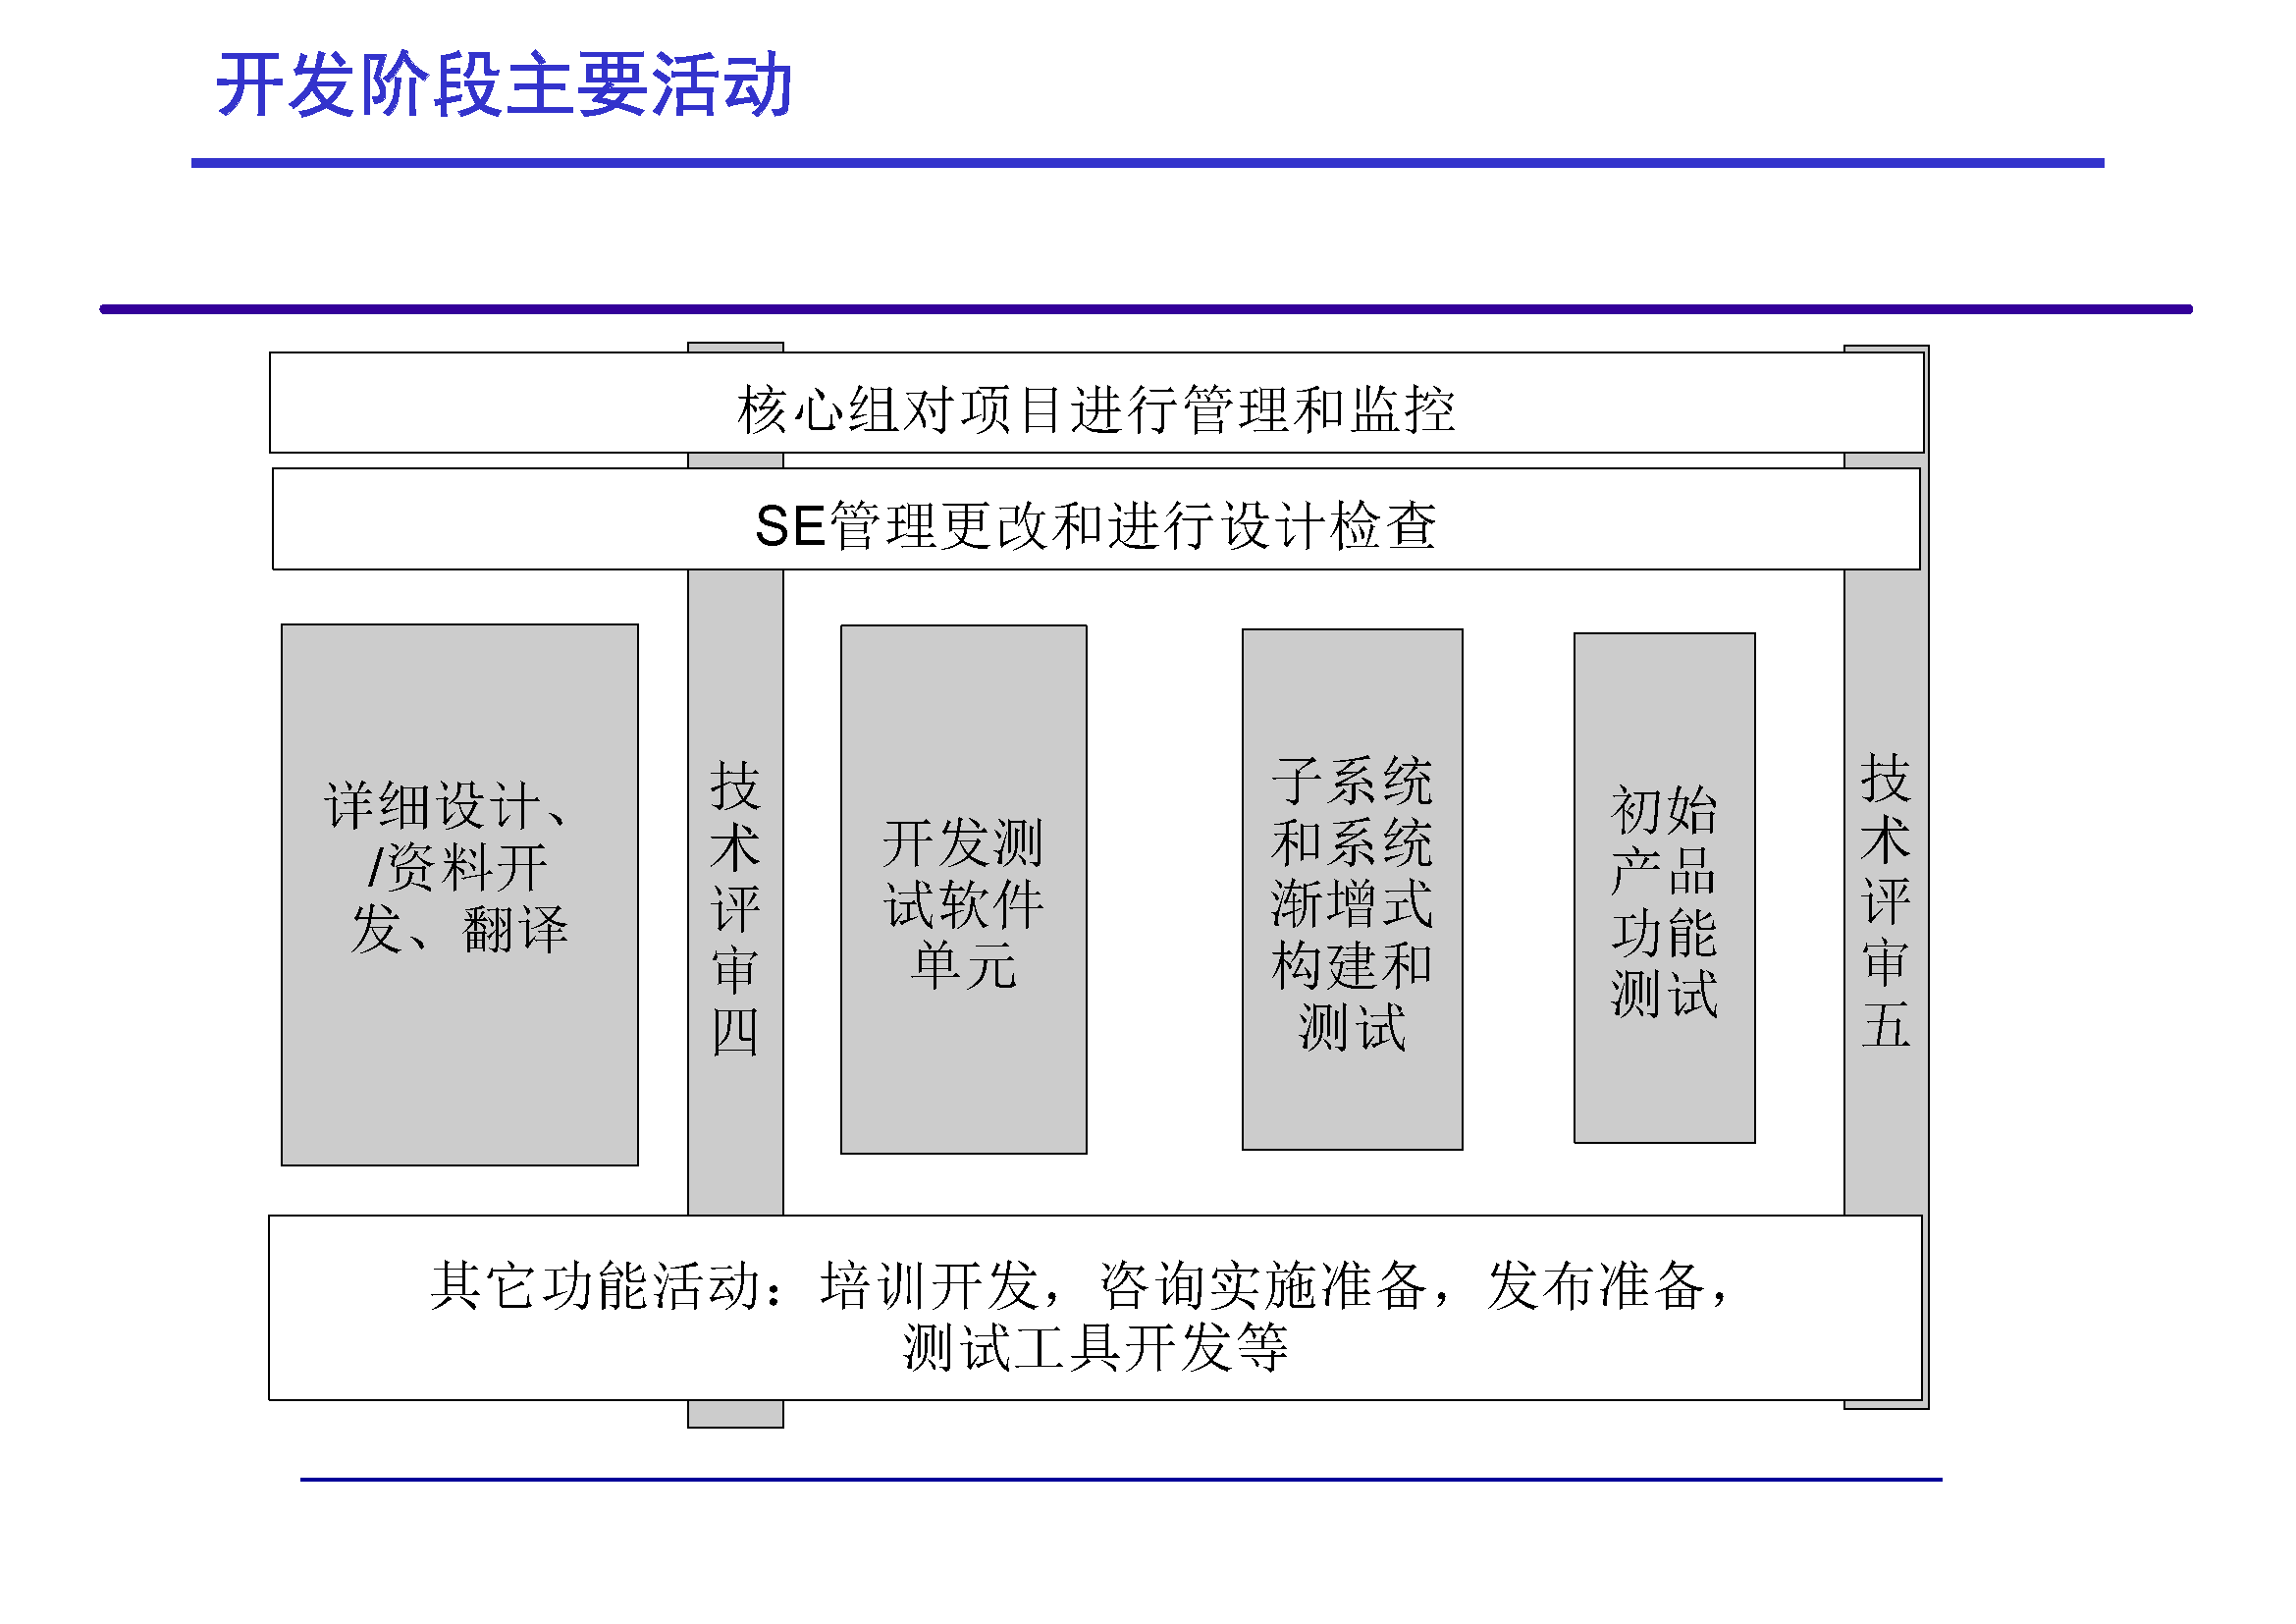 开发阶段主要活动
核心组对项目进行管理和监控
SE管理更改和进行设计检查
详细设计、
/资料开
发、翻译
技
术
评
审
四
开发测
试软件
单元
子系统
和系统
渐增式
构建和
测试
初始
产品
功能
测试
技
术
评
审
五
其它功能活动：培训开发，咨询实施准备，发布准备，
测试工具开发等